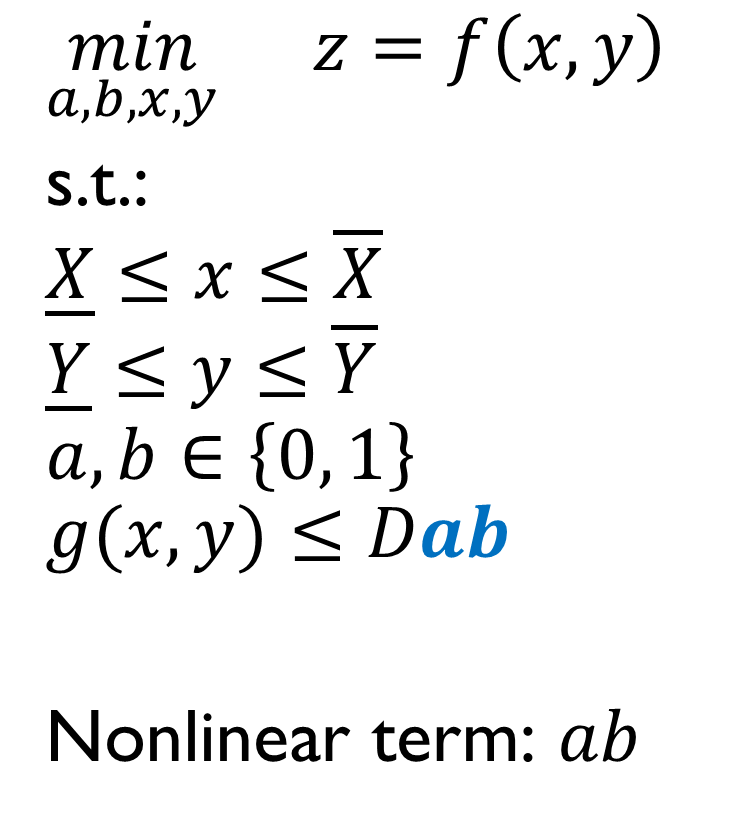 min z = f(x, y)
a,b,x,y
s.t.:
X̲ ≤ x ≤ X̅
Y̲ ≤ y ≤ Y̅
a, b ∈ {0, 1}
g(x, y) ≤ Dab
Nonlinear term: ab